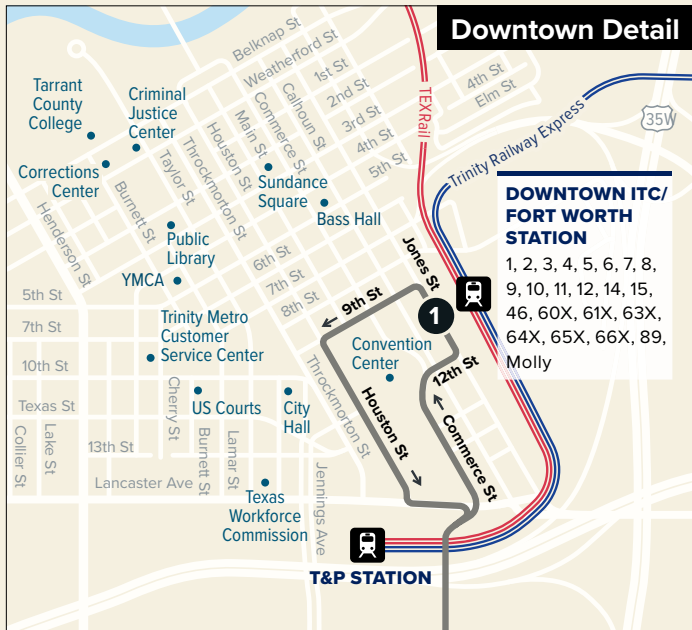 Downtown Detail
Belknap St
Weatherford St
1st St
2nd St
3rd St
4th St
5th St
4th St
Elm St
TEXRail
Trinity Railway Express
35W
Tarrant
County
College
Criminal
Justice
Center
Corrections
Center
Houston St
Main St
Commerce St
Calhoun St
Throckmorton St
Taylor St
Burnett St
Henderson St
Sundance
Square
Bass Hall
Public
Library
YMCA
6th St
7th St
8th St
DOWNTOWN ITC/
FORT WORTH
STATION
1, 2, 3, 4, 5, 6, 7, 8,
9, 10, 11, 12, 14, 15,
46, 60X, 61X, 63X,
64X, 65X, 66X, 89,
Molly
Jones St
9th St
1
Convention
Center
12th St
Houston St
Commerce St
Throckmorton St
5th St
7th St
10th St
Texas St
13th St
Lancaster Ave
Trinity Metro
Customer
Service Center
US Courts
City
Hall
Collier St
Lake St
Cherry St
Burnett St
Lamar St
Jennings Ave
Texas
Workforce
Commission
T&P STATION